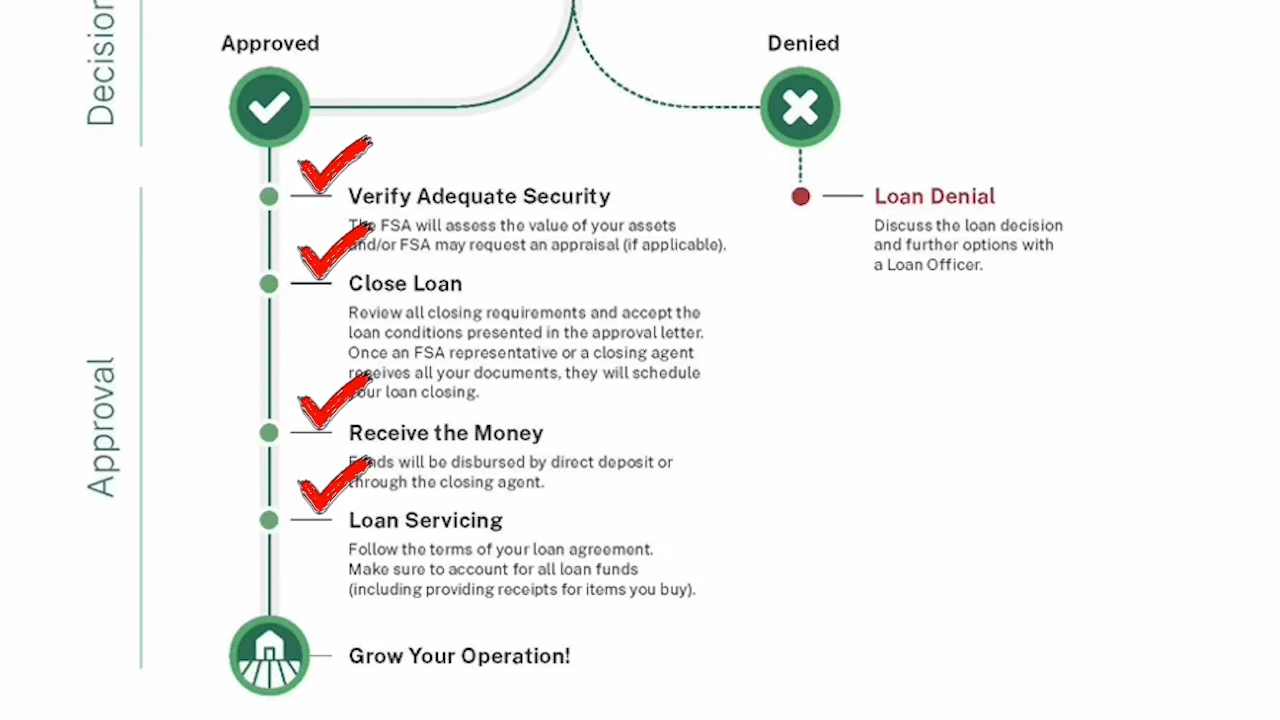 Decision
Approved
Denied
Approval
Verify Adequate Security
The FSA will assess the value of your assets
and/or FSA may request an appraisal (if applicable).
Close Loan
Review all closing requirements and accept the
loan conditions presented in the approval letter.
Once an FSA representative or a closing agent
receives all your documents, they will schedule
your loan closing.
Receive the Money
Funds will be disbursed by direct deposit or
through the closing agent.
Loan Servicing
Follow the terms of your loan agreement.
Make sure to account for all loan funds
(including providing receipts for items you buy).
Grow Your Operation!
Loan Denial
Discuss the loan decision
and further options with
a Loan Officer.